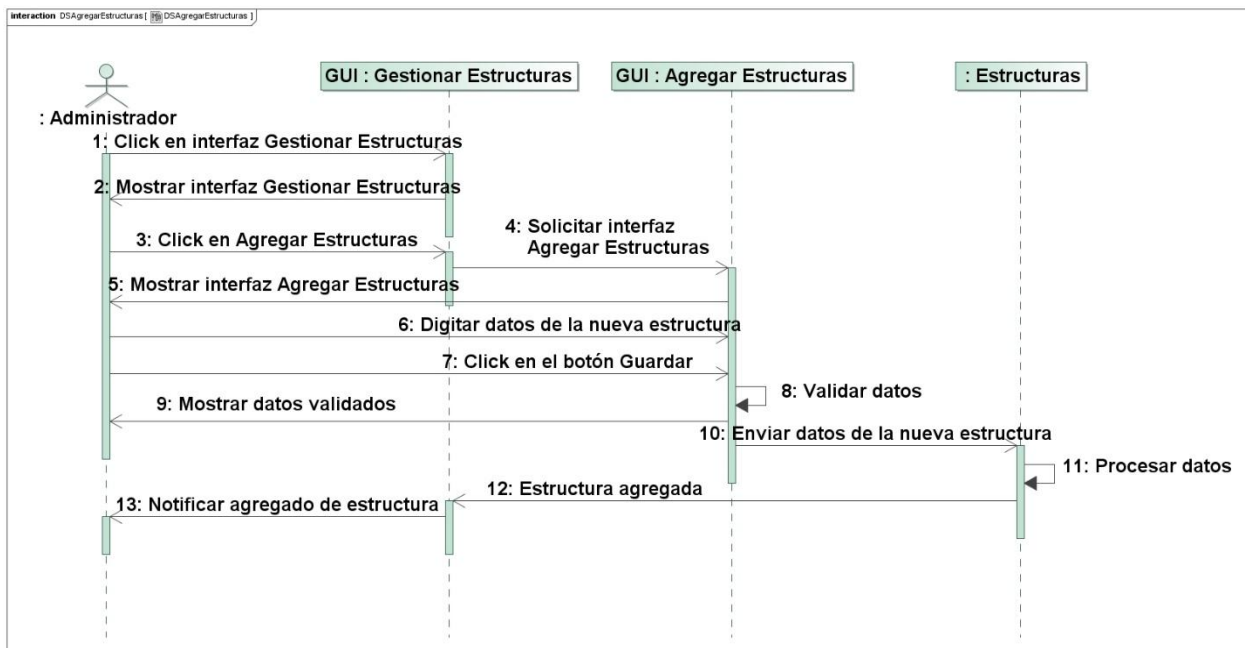 interaction DSAgregarEstructuras [ DSAgregarEstructuras ]
GUI : Gestionar Estructuras
GUI : Agregar Estructuras
: Estructuras
: Administrador
1: Click en interfaz Gestionar Estructuras
2: Mostrar interfaz Gestionar Estructuras
3: Click en Agregar Estructuras
4: Solicitar interfaz
Agregar Estructuras
5: Mostrar interfaz Agregar Estructuras
6: Digitar datos de la nueva estructura
7: Click en el botón Guardar
8: Validar datos
9: Mostrar datos validados
10: Enviar datos de la nueva estructura
11: Procesar datos
12: Estructura agregada
13: Notificar agregado de estructura